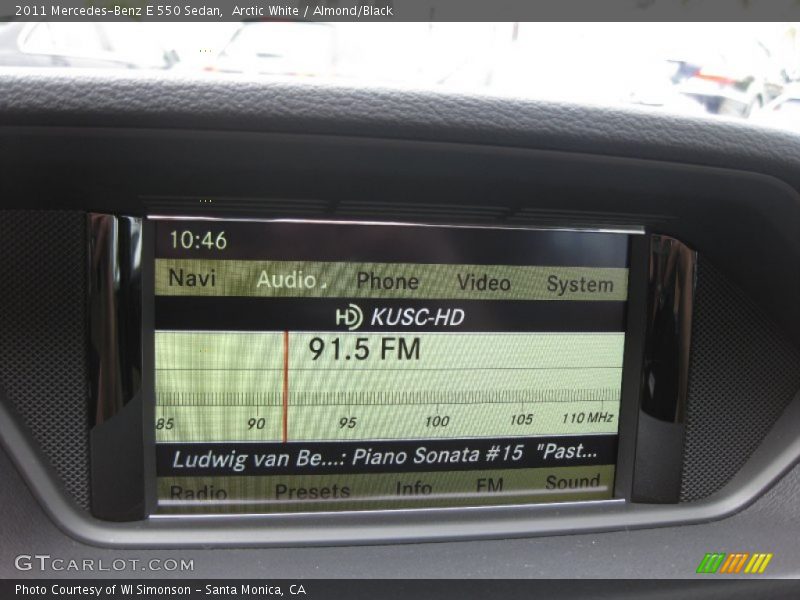 2011 Mercedes-Benz E 550 Sedan,  Arctic White / Almond/Black
10:46
Navi Audio Phone Video System
HD KUSC-HD
91.5 FM
85 90 95 100 105 110 MHz
Ludwig van Be...: Piano Sonata #15 "Past...
Radio Presets Info FM Sound
GTCARLOT.COM
Photo Courtesy of WI Simonson - Santa Monica, CA